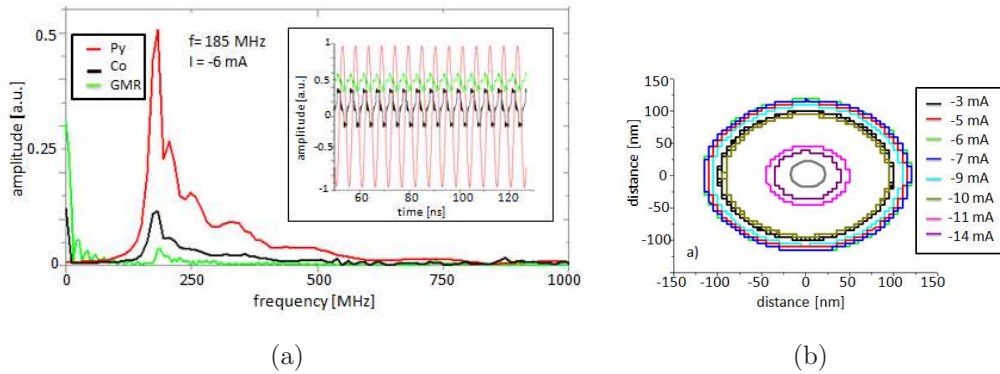 0.5
0.25
0
amplitude [a.u.]
Py
Co
GMR
f= 185 MHz
I = -6 mA
1
0.5
0
-0.5
-1
amplitude [a.u.]
60 70 80 90 100 110 120
time [ns]
0 250 500 750 1000
frequency [MHz]
(a)
150
100
50
0
-50
-100
distance [nm]
a)
-150 -100 -50 0 50 100 150
distance [nm]
-3 mA
-5 mA
-6 mA
-7 mA
-9 mA
-10 mA
-11 mA
-14 mA
(b)